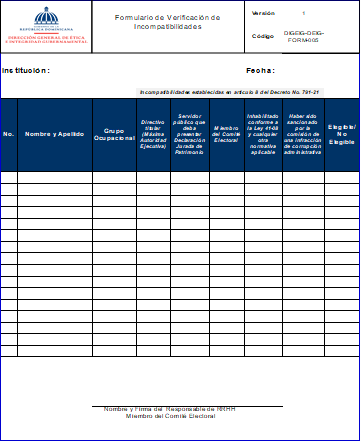 GOBIERNO DE LA
REPÚBLICA DOMINICANA
DIRECCIÓN GENERAL DE ÉTICA
E INTEGRIDAD GUBERNAMENTAL
Formulario de Verificación de
Incompatibilidades
Versión 1
Código DIGEIG-DEIG-
FORM-005
Institución:
Fecha:
Incompatibilidades establecidas en artículo 8 del Decreto No. 791-21
No.
Nombre y Apellido
Grupo
Ocupacional
Directivo
titular
(Máxima
Autoridad
Ejecutiva)
Servidor
público que
deba
presentar
Declaración
Jurada de
Patrimonio
Miembro
del Comité
Electoral
Inhabilitado
conforme a
la Ley 41-08
y cualquier
otra
normativa
aplicable
Haber sido
sancionado
por la
comisión de
una infracción
de corrupción
administrativa
Elegible/
No
Elegible
Nombre y Firma del Responsable de RRHH
Miembro del Comité Electoral